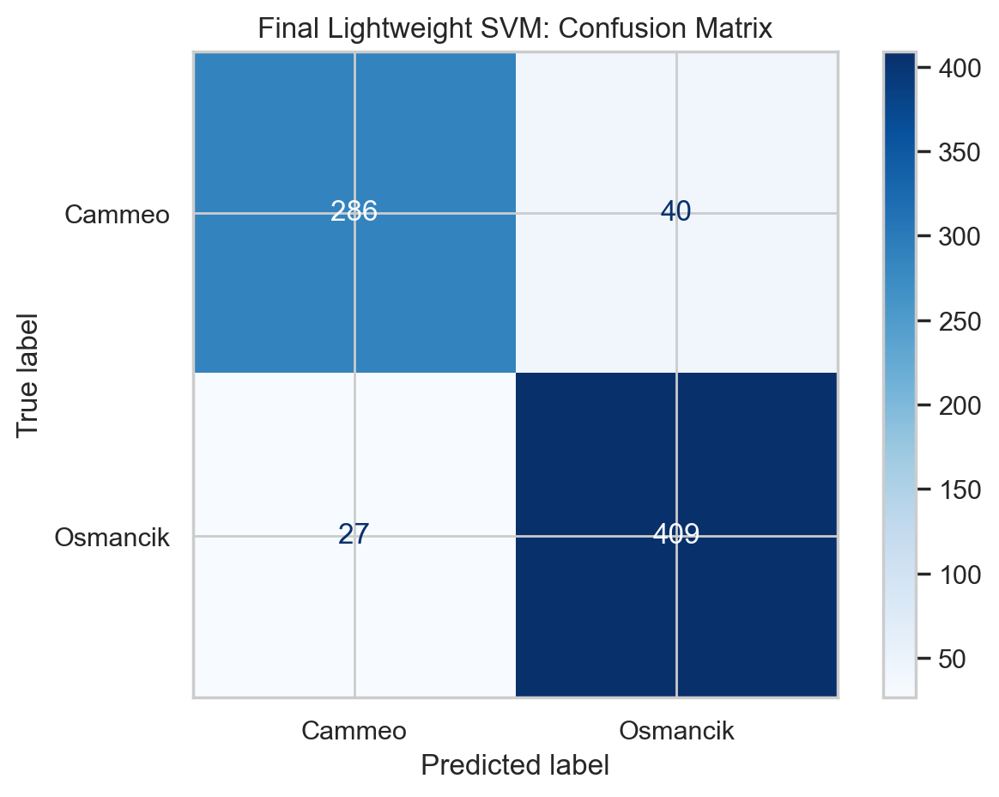 Final Lightweight SVM: Confusion Matrix
True label
Cammeo
286
40
Osmancik
27
409
Cammeo
Osmancik
Predicted label
400
350
300
250
200
150
100
50